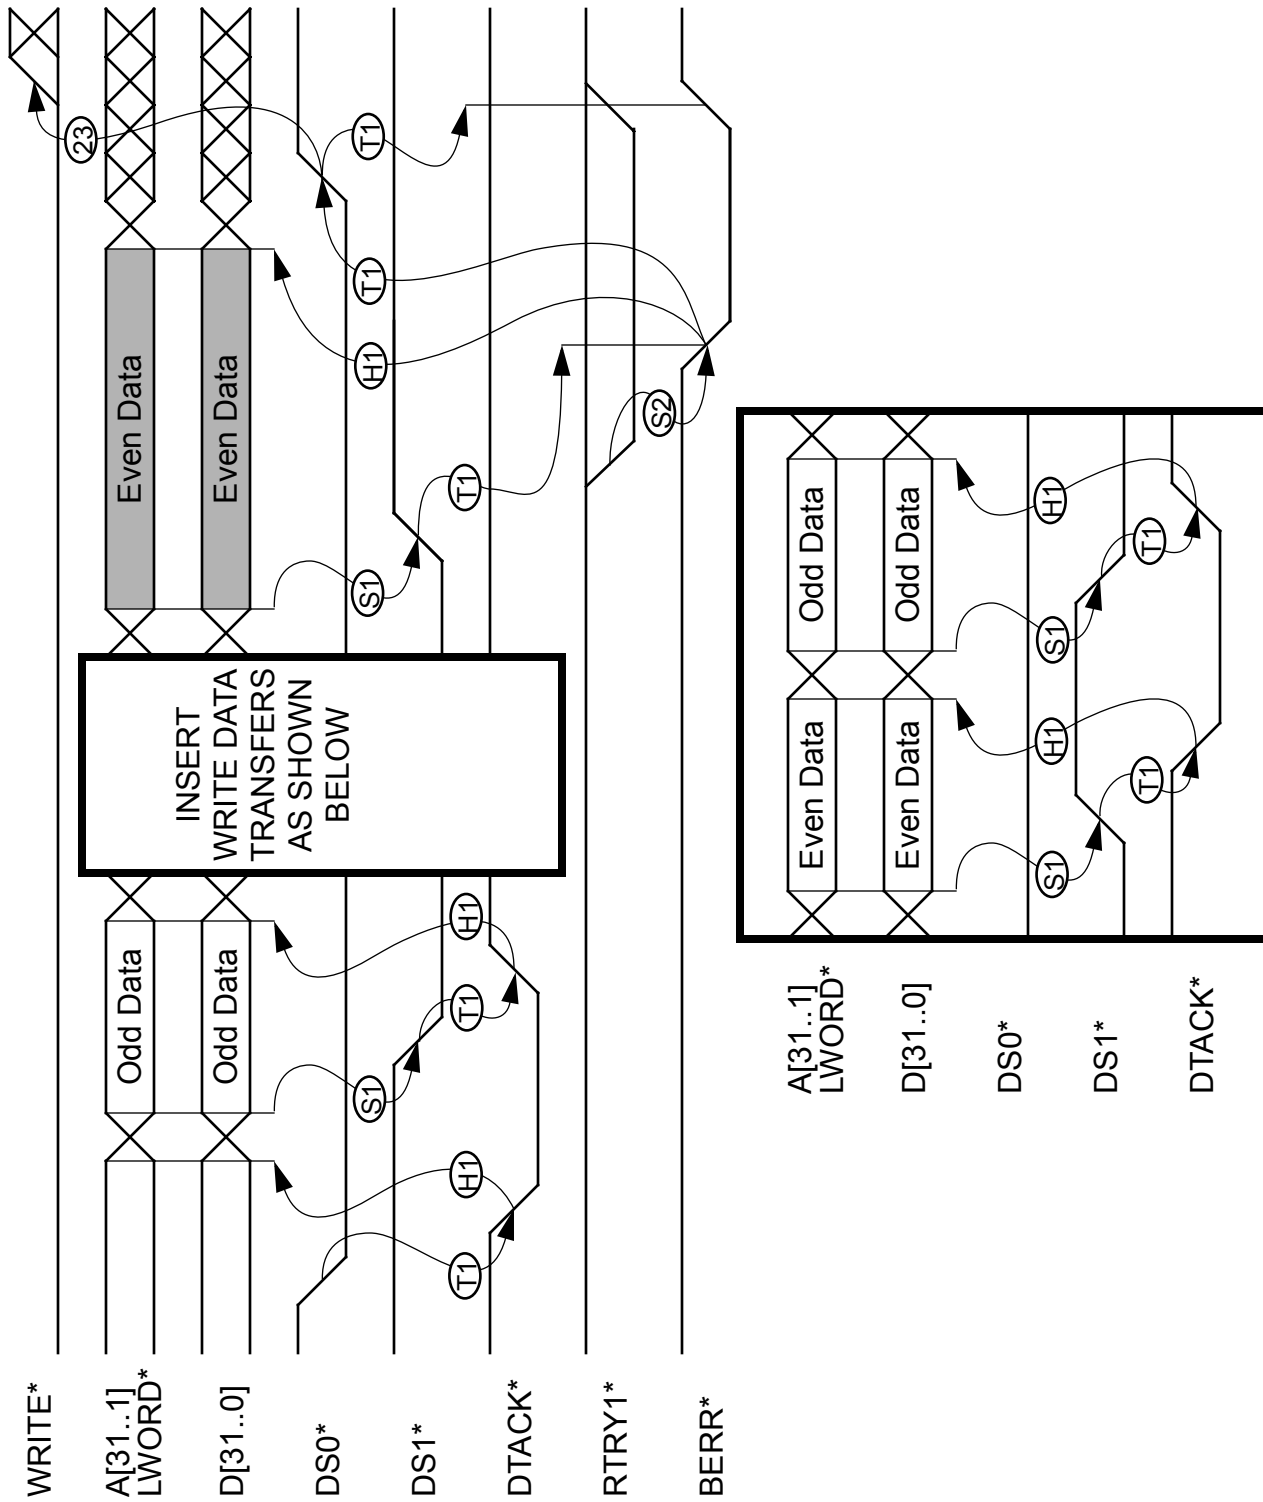 WRITE*
23
A[31..1]
LWORD*
Odd Data
Even Data
D[31..0]
Odd Data
Even Data
INSERT
WRITE DATA
TRANSFERS
AS SHOWN
BELOW
DS0*
S1
S1
H1
T1
T1
DS1*
T1
H1
T1
H1
T1
DTACK*
RTRY1*
S2
BERR*
A[31..1]
LWORD*
Even Data
Odd Data
D[31..0]
Even Data
Odd Data
DS0*
S1
H1
S1
H1
DS1*
T1
T1
DTACK*